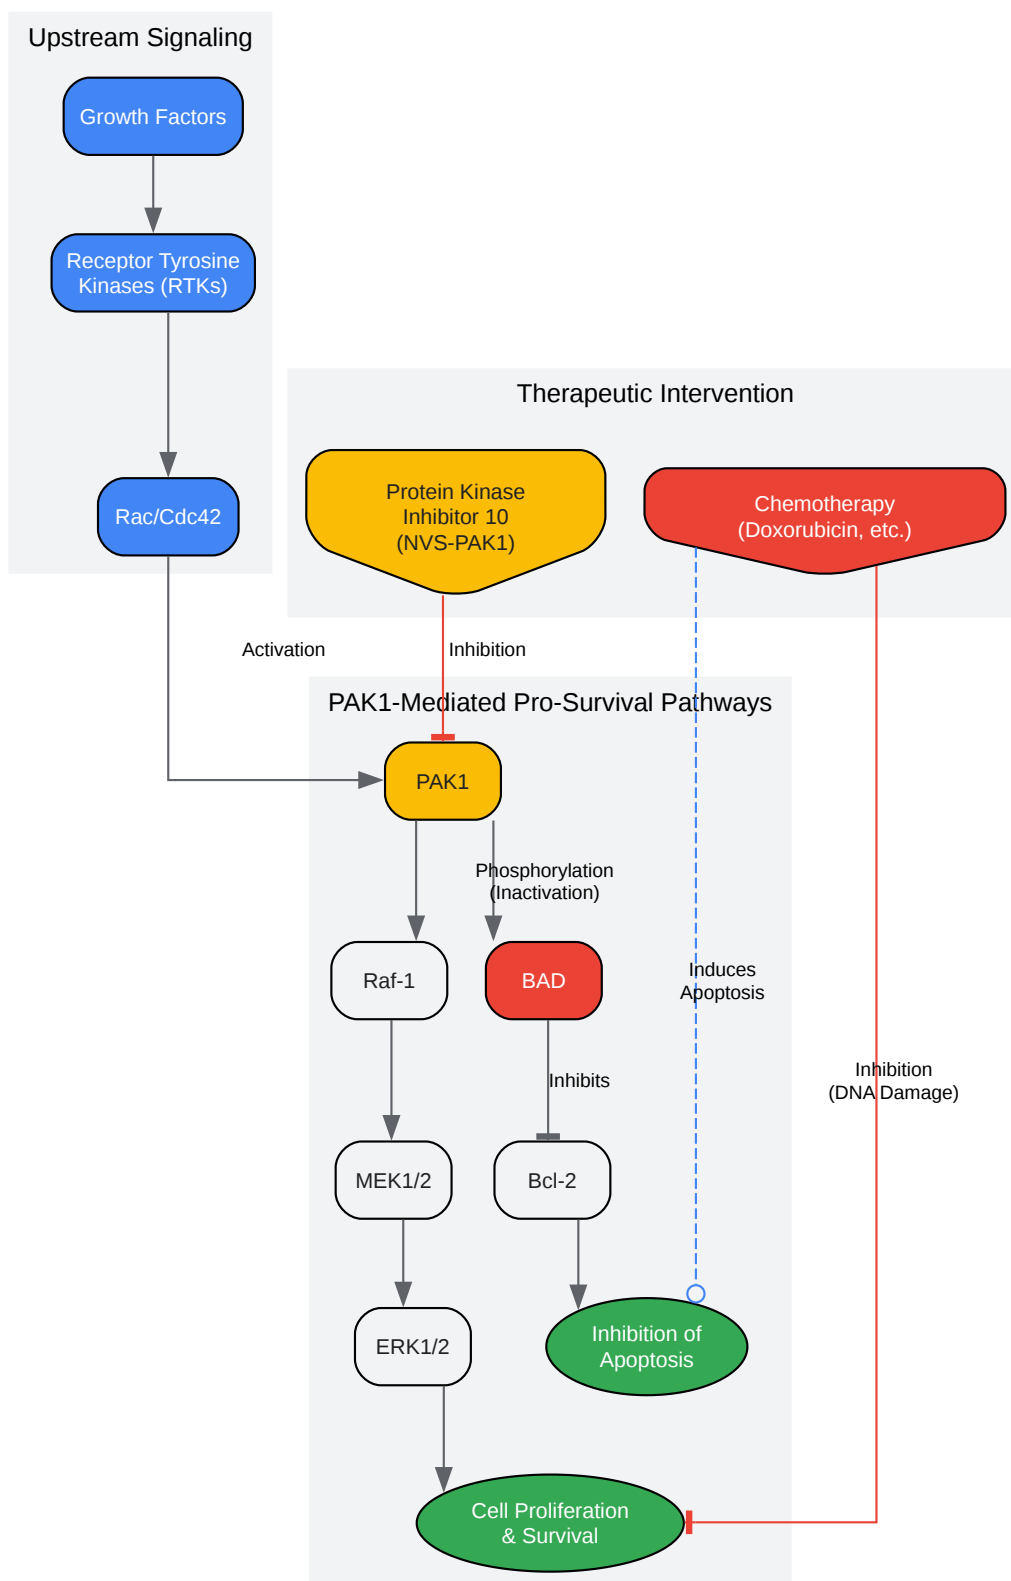 Upstream Signaling
Growth Factors
Receptor Tyrosine
Kinases (RTKs)
Rac/Cdc42
Therapeutic Intervention
Protein Kinase
Inhibitor 10
(NVS-PAK1)
Chemotherapy
(Doxorubicin, etc.)
Activation
Inhibition
PAK1-Mediated Pro-Survival Pathways
PAK1
Phosphorylation
(Inactivation)
Raf-1
BAD
Induces
Apoptosis
Inhibits
Inhibition
(DNA Damage)
MEK1/2
Bcl-2
ERK1/2
Inhibition of
Apoptosis
Cell Proliferation
& Survival